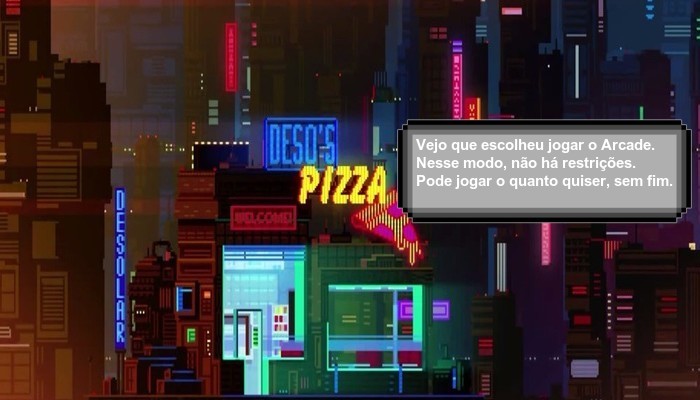 DESO'S
PIZZA
WELCOME!
DESOLAR
Vejo que escolheu jogar o Arcade.
Nesse modo, não há restrições.
Pode jogar o quanto quiser, sem fim.